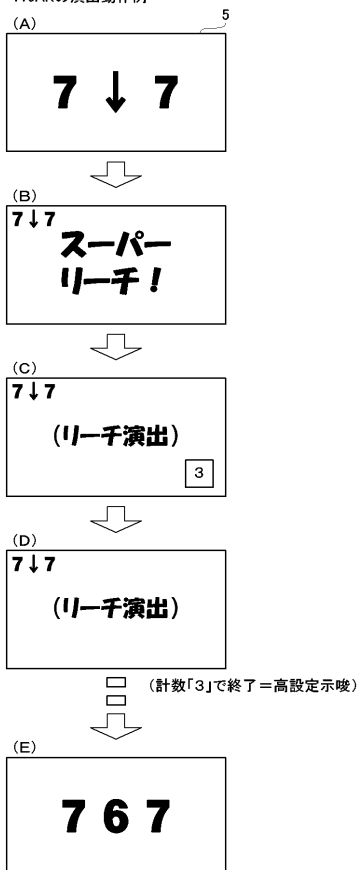 (A)
5
7 ↓ 7
(B)
7↓7
スーパー
リーチ!
(C)
7↓7
(リーチ演出)
3
(D)
7↓7
(リーチ演出)
(計数「3」で終了=高設定示唆)
(E)
7 6 7